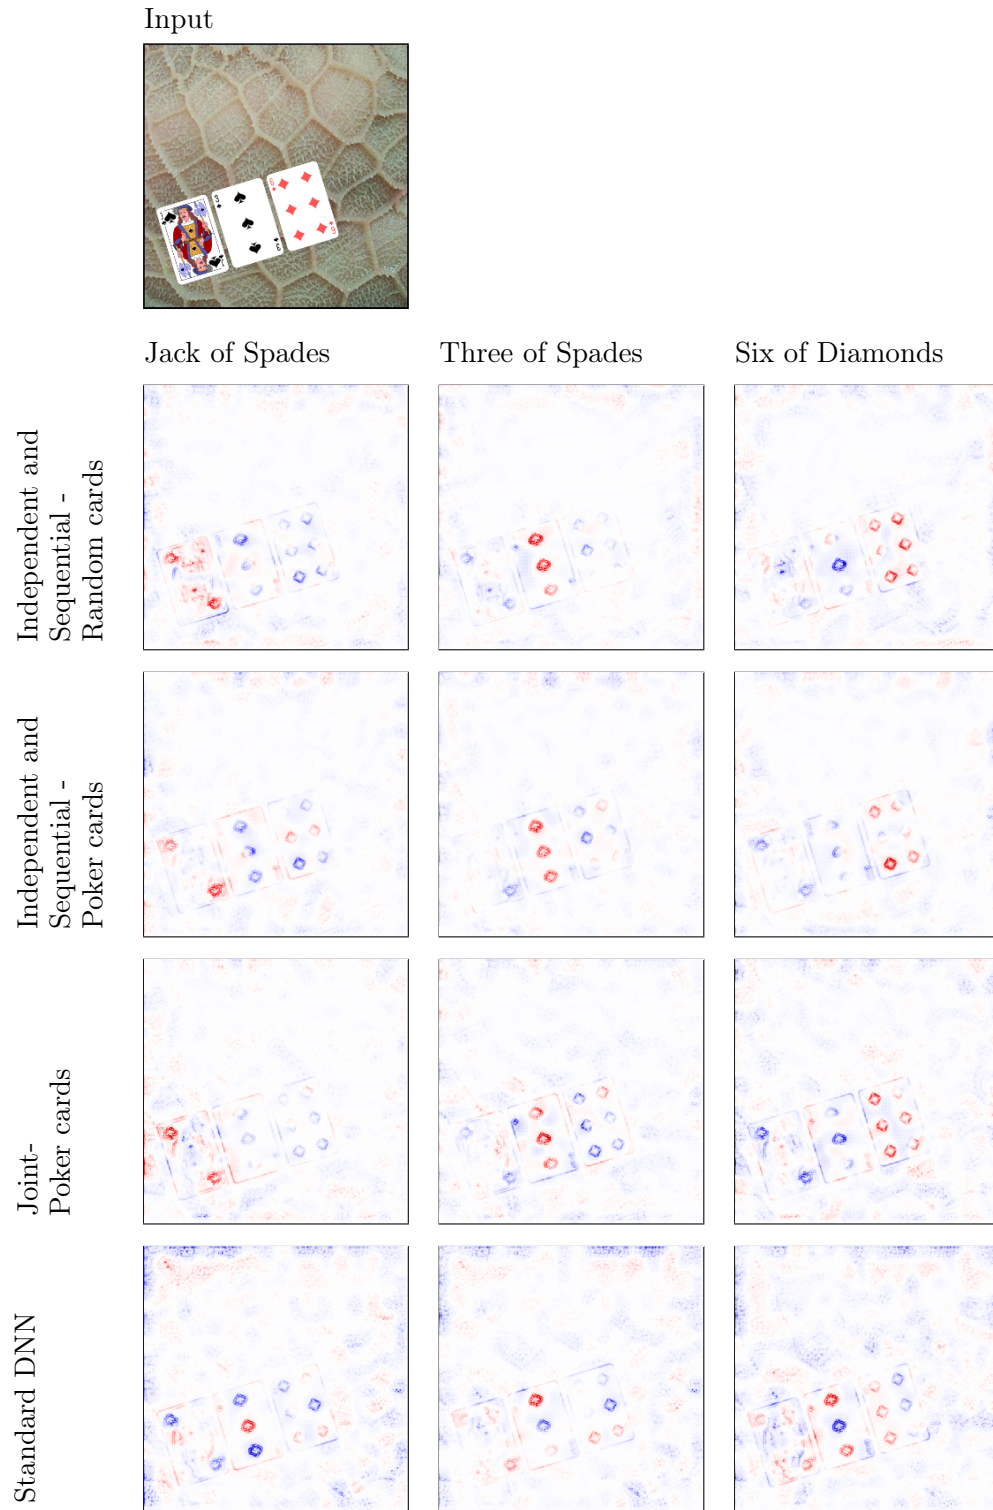 Input
Jack of Spades
Three of Spades
Six of Diamonds
Independent and
Sequential -
Random cards
Independent and
Sequential -
Poker cards
Joint-
Poker cards
Standard DNN